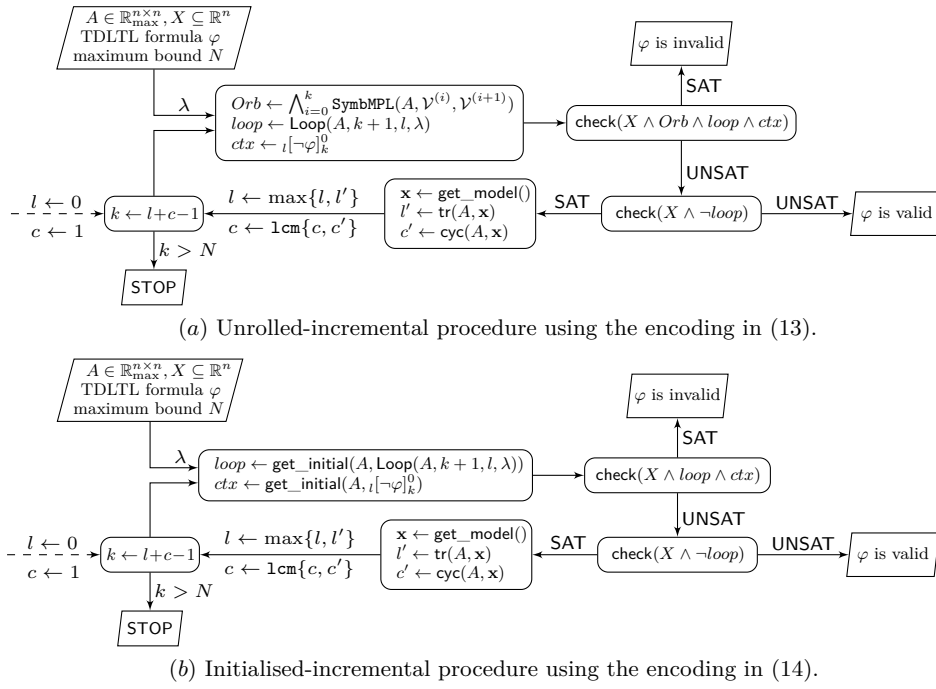 A ∈ ℝ_max^{n×n}, X ⊆ ℝ^n
TDLTL formula φ
maximum bound N
λ
Orb ← ⋀_{i=0}^{k} SymbMPL(A, 𝒱^{(i)}, 𝒱^{(i+1)})
loop ← Loop(A, k + 1, l, λ)
ctx ← _l[¬φ]_k^0
check(X ∧ Orb ∧ loop ∧ ctx)
SAT
φ is invalid
UNSAT
check(X ∧ ¬loop)
UNSAT
φ is valid
SAT
x ← get_model()
l′ ← tr(A, x)
c′ ← cyc(A, x)
l ← max{l, l′}
c ← lcm{c, c′}
l ← 0
c ← 1
k ← l+c−1
k > N
STOP
(a) Unrolled-incremental procedure using the encoding in (13).
A ∈ ℝ_max^{n×n}, X ⊆ ℝ^n
TDLTL formula φ
maximum bound N
λ
loop ← get_initial(A, Loop(A, k + 1, l, λ))
ctx ← get_initial(A, _l[¬φ]_k^0)
check(X ∧ loop ∧ ctx)
SAT
φ is invalid
UNSAT
check(X ∧ ¬loop)
UNSAT
φ is valid
SAT
x ← get_model()
l′ ← tr(A, x)
c′ ← cyc(A, x)
l ← max{l, l′}
c ← lcm{c, c′}
l ← 0
c ← 1
k ← l+c−1
k > N
STOP
(b) Initialised-incremental procedure using the encoding in (14).